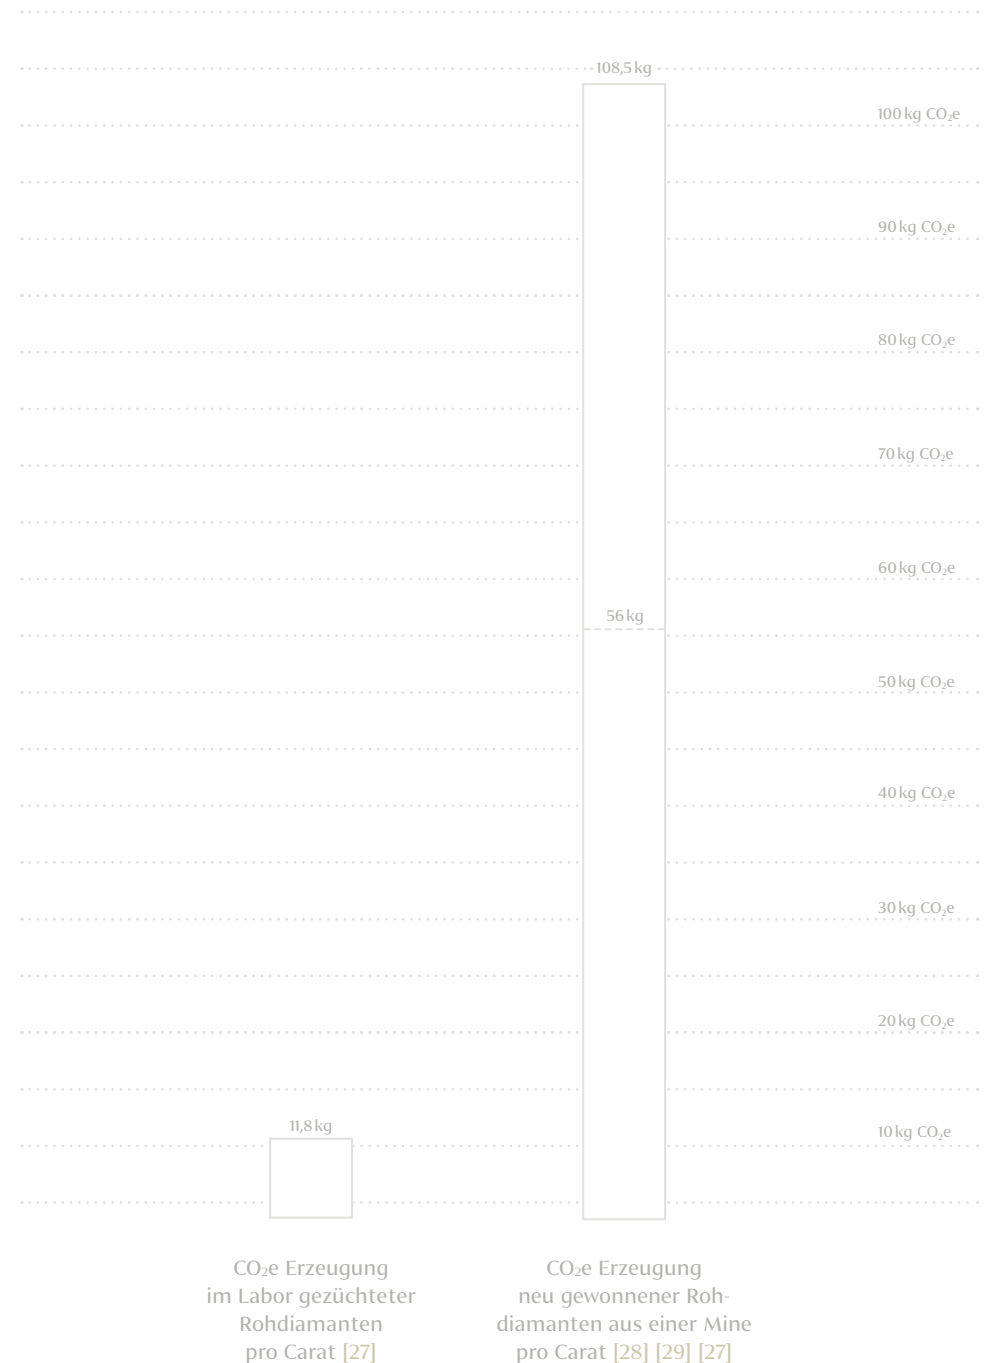 108,5 kg
100 kg CO₂e
90 kg CO₂e
80 kg CO₂e
70 kg CO₂e
60 kg CO₂e
56 kg
50 kg CO₂e
40 kg CO₂e
30 kg CO₂e
20 kg CO₂e
11,8 kg
10 kg CO₂e
CO₂e Erzeugung
im Labor gezüchteter
Rohdiamanten
pro Carat [27]
CO₂e Erzeugung
neu gewonnener Roh-
diamanten aus einer Mine
pro Carat [28] [29] [27]